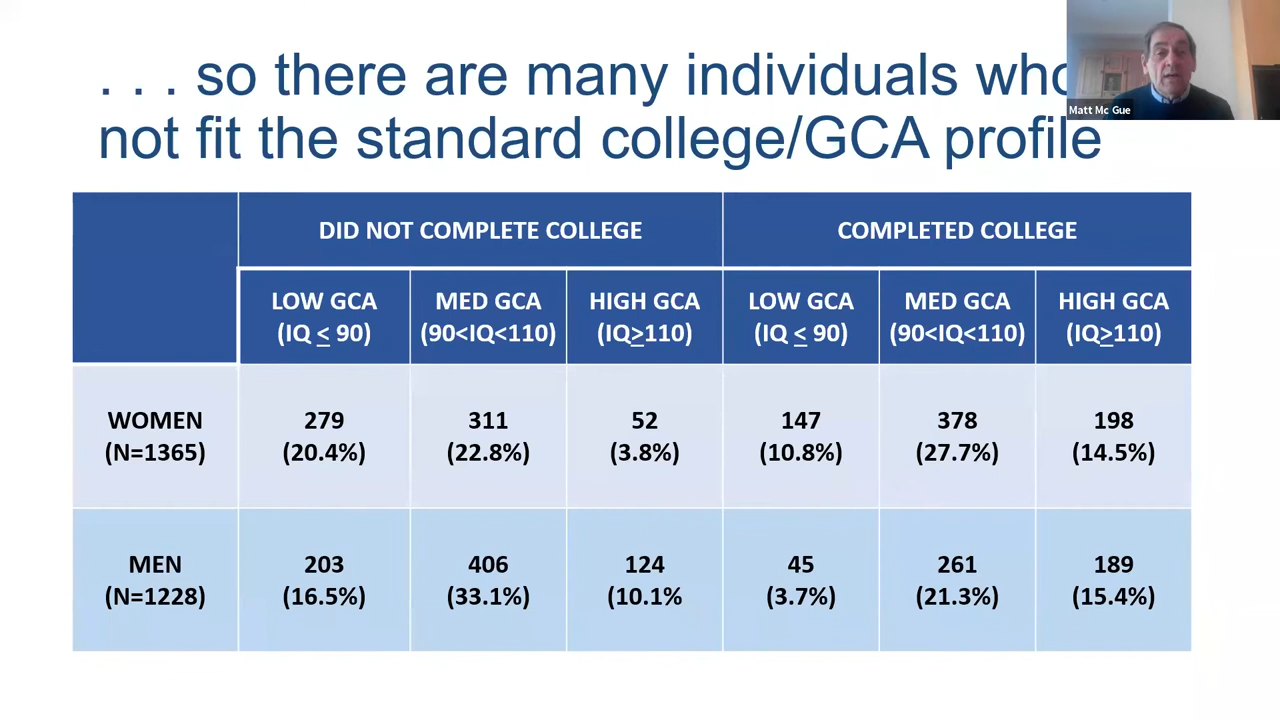 . . . so there are many individuals who
not fit the standard college/GCA profile
Matt Mc Gue
DID NOT COMPLETE COLLEGE COMPLETED COLLEGE
LOW GCA MED GCA HIGH GCA LOW GCA MED GCA HIGH GCA
(IQ ≤ 90) (90<IQ<110) (IQ≥110) (IQ ≤ 90) (90<IQ<110) (IQ≥110)
WOMEN 279 311 52 147 378 198
(N=1365) (20.4%) (22.8%) (3.8%) (10.8%) (27.7%) (14.5%)
MEN 203 406 124 45 261 189
(N=1228) (16.5%) (33.1%) (10.1% (3.7%) (21.3%) (15.4%)